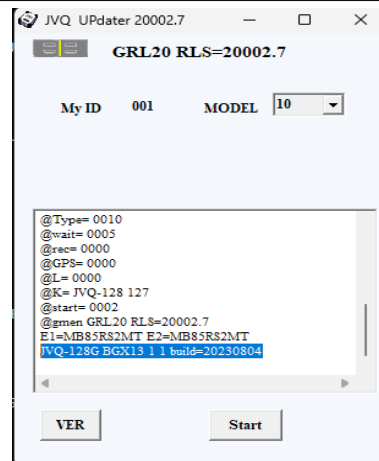 JVQ UPdater 20002.7
GRL20 RLS=20002.7
My ID 001 MODEL 10
@Type= 0010
@wait= 0005
@rec= 0000
@GPS= 0000
@L= 0000
@K= JVQ-128 127
@start= 0002
@gmen GRL20 RLS=20002.7
E1=MB85RS2MT E2=MB85RS2MT
JVQ-128G BGX13 1 1 build=20230804
VER Start